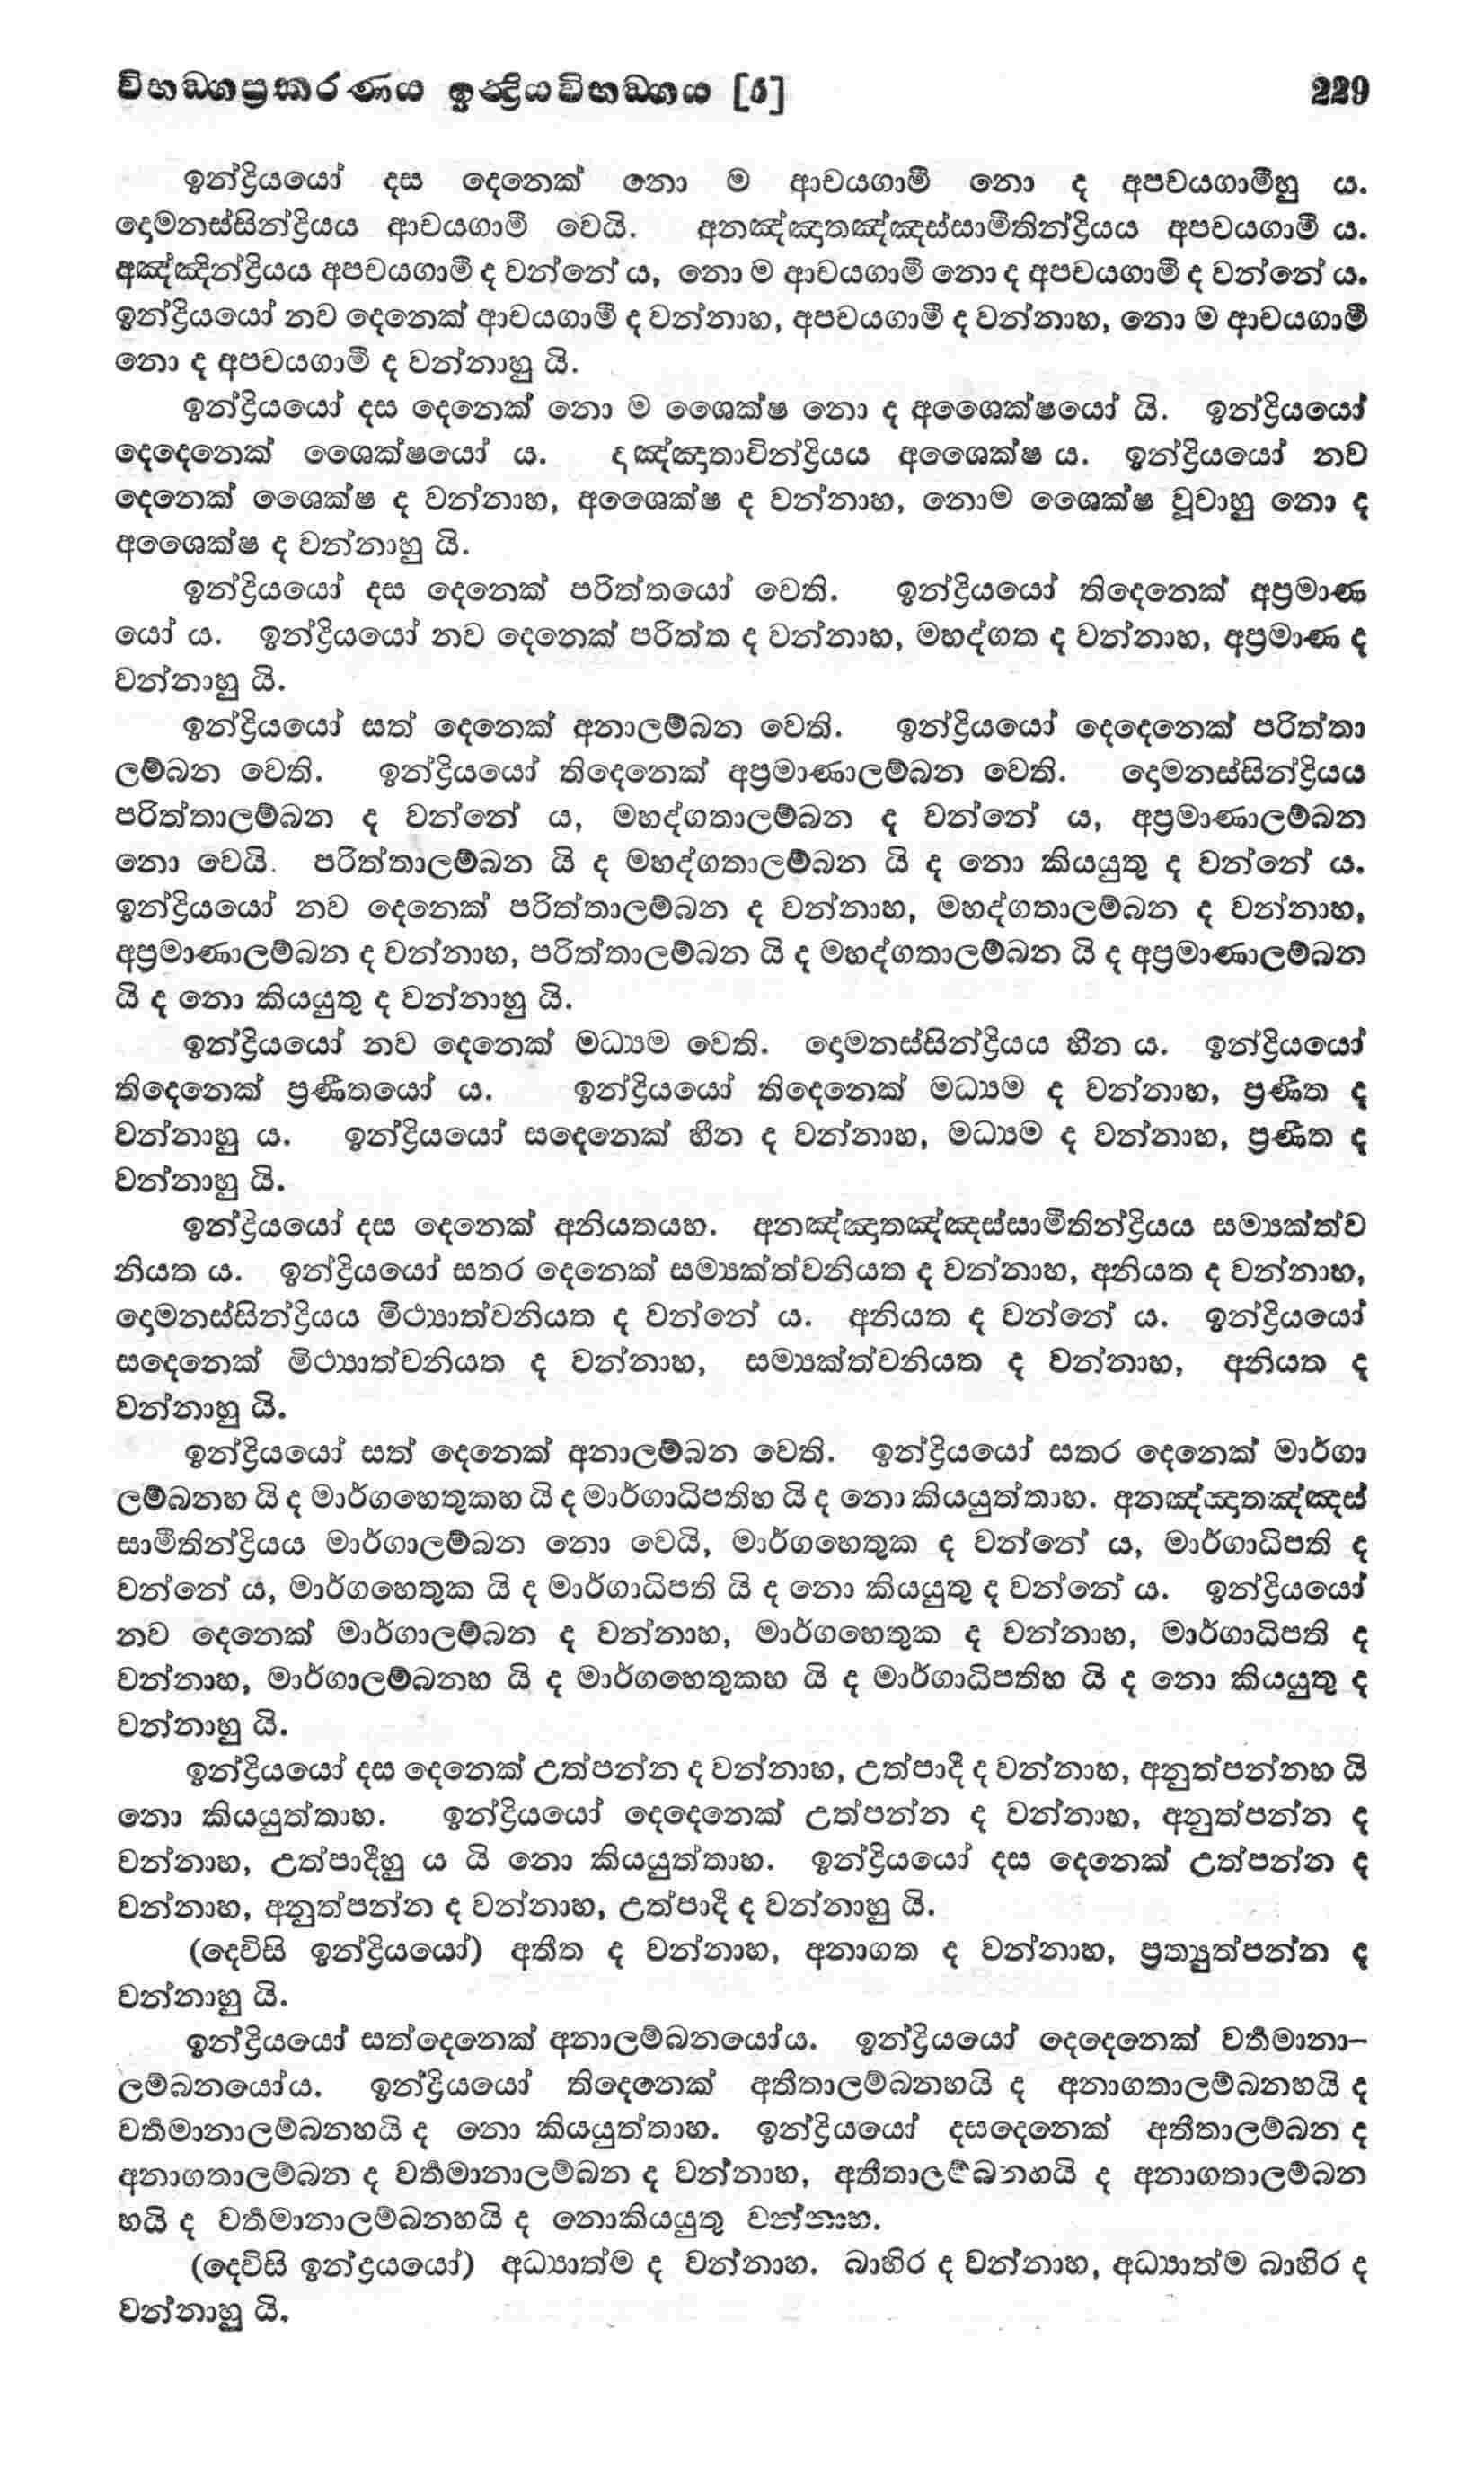 විභඞ්ගප්‍රකරණය ඉන්ද්‍රියවිභඞ්ගය [5] 229
ඉන්ද්‍රියයෝ දස දෙනෙක් නො ම ආචයගාමී නො ද අපචයගාමීහු ය.
දොමනස්සින්ද්‍රියය ආචයගාමී වෙයි. අනඤ්ඤාතඤ්ඤස්සාමීතින්ද්‍රියය අපචයගාමී ය.
අඤ්ඤින්ද්‍රියය අපචයගාමී ද වන්නේ ය, නො ම ආචයගාමී නො ද අපචයගාමී ද වන්නේ ය.
ඉන්ද්‍රියයෝ නව දෙනෙක් ආචයගාමී ද වන්නාහ, අපචයගාමී ද වන්නාහ, නො ම ආචයගාමී
නො ද අපචයගාමී ද වන්නාහු යි.
ඉන්ද්‍රියයෝ දස දෙනෙක් නො ම ශෛක්ෂ නො ද අශෛක්ෂයෝ යි. ඉන්ද්‍රියයෝ
දෙදෙනෙක් ශෛක්ෂයෝ ය. ඤ්ඤාතාවින්ද්‍රියය අශෛක්ෂ ය. ඉන්ද්‍රියයෝ නව
දෙනෙක් ශෛක්ෂ ද වන්නාහ, අශෛක්ෂ ද වන්නාහ, නොම ශෛක්ෂ වූවාහු නො ද
අශෛක්ෂ ද වන්නාහු යි.
ඉන්ද්‍රියයෝ දස දෙනෙක් පරිත්තයෝ වෙති. ඉන්ද්‍රියයෝ තිදෙනෙක් අප්‍රමාණ
යෝ ය. ඉන්ද්‍රියයෝ නව දෙනෙක් පරිත්ත ද වන්නාහ, මහද්ගත ද වන්නාහ, අප්‍රමාණ ද
වන්නාහු යි.
ඉන්ද්‍රියයෝ සත් දෙනෙක් අනාලම්බන වෙති. ඉන්ද්‍රියයෝ දෙදෙනෙක් පරිත්තා
ලම්බන වෙති. ඉන්ද්‍රියයෝ තිදෙනෙක් අප්‍රමාණාලම්බන වෙති. දොමනස්සින්ද්‍රියය
පරිත්තාලම්බන ද වන්නේ ය, මහද්ගතාලම්බන ද වන්නේ ය, අප්‍රමාණාලම්බන
නො වෙයි. පරිත්තාලම්බන යි ද මහද්ගතාලම්බන යි ද නො කියයුතු ද වන්නේ ය.
ඉන්ද්‍රියයෝ නව දෙනෙක් පරිත්තාලම්බන ද වන්නාහ, මහද්ගතාලම්බන ද වන්නාහ,
අප්‍රමාණාලම්බන ද වන්නාහ, පරිත්තාලම්බන යි ද මහද්ගතාලම්බන යි ද අප්‍රමාණාලම්බන
යි ද නො කියයුතු ද වන්නාහු යි.
ඉන්ද්‍රියයෝ නව දෙනෙක් මධ්‍යම වෙති. දොමනස්සින්ද්‍රියය හීන ය. ඉන්ද්‍රියයෝ
තිදෙනෙක් ප්‍රණීතයෝ ය. ඉන්ද්‍රියයෝ තිදෙනෙක් මධ්‍යම ද වන්නාහ, ප්‍රණීත ද
වන්නාහු ය. ඉන්ද්‍රියයෝ සදෙනෙක් හීන ද වන්නාහ, මධ්‍යම ද වන්නාහ, ප්‍රණීත ද
වන්නාහු යි.
ඉන්ද්‍රියයෝ දස දෙනෙක් අනියතයහ. අනඤ්ඤාතඤ්ඤස්සාමීතින්ද්‍රියය සම්‍යක්ත්ව
නියත ය. ඉන්ද්‍රියයෝ සතර දෙනෙක් සම්‍යක්ත්වනියත ද වන්නාහ, අනියත ද වන්නාහ,
දොමනස්සින්ද්‍රියය මිථ්‍යාත්වනියත ද වන්නේ ය. අනියත ද වන්නේ ය. ඉන්ද්‍රියයෝ
සදෙනෙක් මිථ්‍යාත්වනියත ද වන්නාහ, සම්‍යක්ත්වනියත ද වන්නාහ, අනියත ද
වන්නාහු යි.
ඉන්ද්‍රියයෝ සත් දෙනෙක් අනාලම්බන වෙති. ඉන්ද්‍රියයෝ සතර දෙනෙක් මාර්ගා
ලම්බනහ යි ද මාර්ගහෙතුකහ යි ද මාර්ගාධිපතිහ යි ද නො කියයුත්තාහ. අනඤ්ඤාතඤ්ඤස්
සාමීතින්ද්‍රියය මාර්ගාලම්බන නො වෙයි, මාර්ගහෙතුක ද වන්නේ ය, මාර්ගාධිපති ද
වන්නේ ය, මාර්ගහෙතුක යි ද මාර්ගාධිපති යි ද නො කියයුතු ද වන්නේ ය. ඉන්ද්‍රියයෝ
නව දෙනෙක් මාර්ගාලම්බන ද වන්නාහ, මාර්ගහෙතුක ද වන්නාහ, මාර්ගාධිපති ද
වන්නාහ, මාර්ගාලම්බනහ යි ද මාර්ගහෙතුකහ යි ද මාර්ගාධිපතිහ යි ද නො කියයුතු ද
වන්නාහු යි.
ඉන්ද්‍රියයෝ දස දෙනෙක් උත්පන්න ද වන්නාහ, උත්පාදී ද වන්නාහ, අනුත්පන්නහ යි
නො කියයුත්තාහ. ඉන්ද්‍රියයෝ දෙදෙනෙක් උත්පන්න ද වන්නාහ, අනුත්පන්න ද
වන්නාහ, උත්පාදීහු ය යි නො කියයුත්තාහ. ඉන්ද්‍රියයෝ දස දෙනෙක් උත්පන්න ද
වන්නාහ, අනුත්පන්න ද වන්නාහ, උත්පාදී ද වන්නාහු යි.
(දෙවිසි ඉන්ද්‍රියයෝ) අතීත ද වන්නාහ, අනාගත ද වන්නාහ, ප්‍රත්‍යුත්පන්න ද
වන්නාහු යි.
ඉන්ද්‍රියයෝ සත්දෙනෙක් අනාලම්බනයෝය. ඉන්ද්‍රියයෝ දෙදෙනෙක් වර්‍තමානා-
ලම්බනයෝය. ඉන්ද්‍රියයෝ තිදෙනෙක් අතීතාලම්බනහයි ද අනාගතාලම්බනහයි ද
වර්‍තමානාලම්බනහයි ද නො කියයුත්තාහ. ඉන්ද්‍රියයෝ දසදෙනෙක් අතීතාලම්බන ද
අනාගතාලම්බන ද වර්‍තමානාලම්බන ද වන්නාහ, අතීතාලම්බනහයි ද අනාගතාලම්බන
හයි ද වර්‍තමානාලම්බනහයි ද නොකියයුතු වන්නාහ.
(දෙවිසි ඉන්ද්‍රයයෝ) අධ්‍යාත්ම ද වන්නාහ. බාහිර ද වන්නාහ, අධ්‍යාත්ම බාහිර ද
වන්නාහු යි.